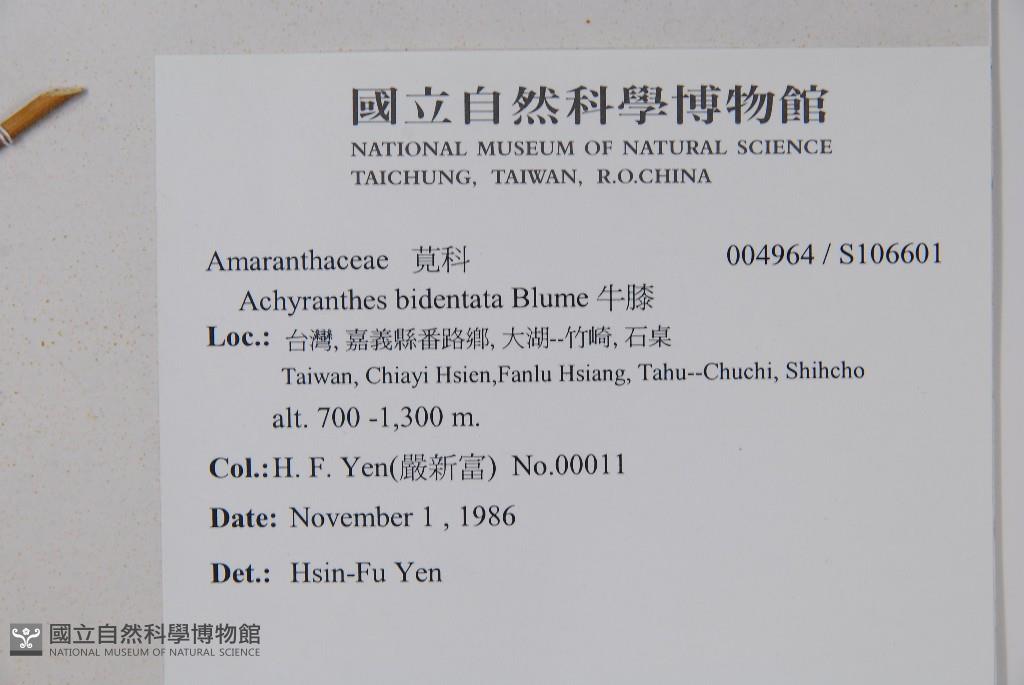 國立自然科學博物館
NATIONAL MUSEUM OF NATURAL SCIENCE
TAICHUNG, TAIWAN, R.O.CHINA
Amaranthaceae 莧科 004964 / S106601
Achyranthes bidentata Blume 牛膝
Loc.: 台灣, 嘉義縣番路鄉, 大湖--竹崎, 石桌
Taiwan, Chiayi Hsien,Fanlu Hsiang, Tahu--Chuchi, Shihcho
alt. 700 -1,300 m.
Col.:H. F. Yen(嚴新富) No.00011
Date: November 1 , 1986
Det.: Hsin-Fu Yen
國立自然科學博物館
NATIONAL MUSEUM OF NATURAL SCIENCE